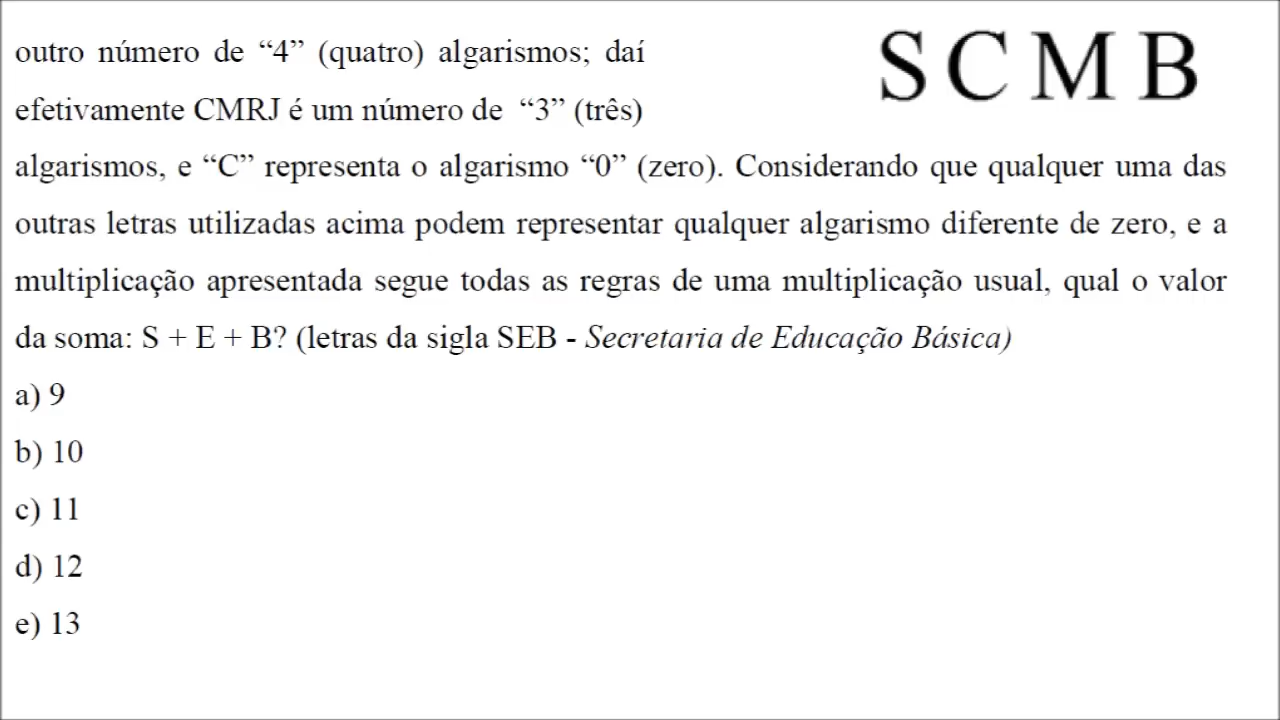 outro número de “4” (quatro) algarismos; daí
S C M B
efetivamente CMRJ é um número de “3” (três)
algarismos, e “C” representa o algarismo “0” (zero). Considerando que qualquer uma das
outras letras utilizadas acima podem representar qualquer algarismo diferente de zero, e a
multiplicação apresentada segue todas as regras de uma multiplicação usual, qual o valor
da soma: S + E + B? (letras da sigla SEB - Secretaria de Educação Básica)
a) 9
b) 10
c) 11
d) 12
e) 13